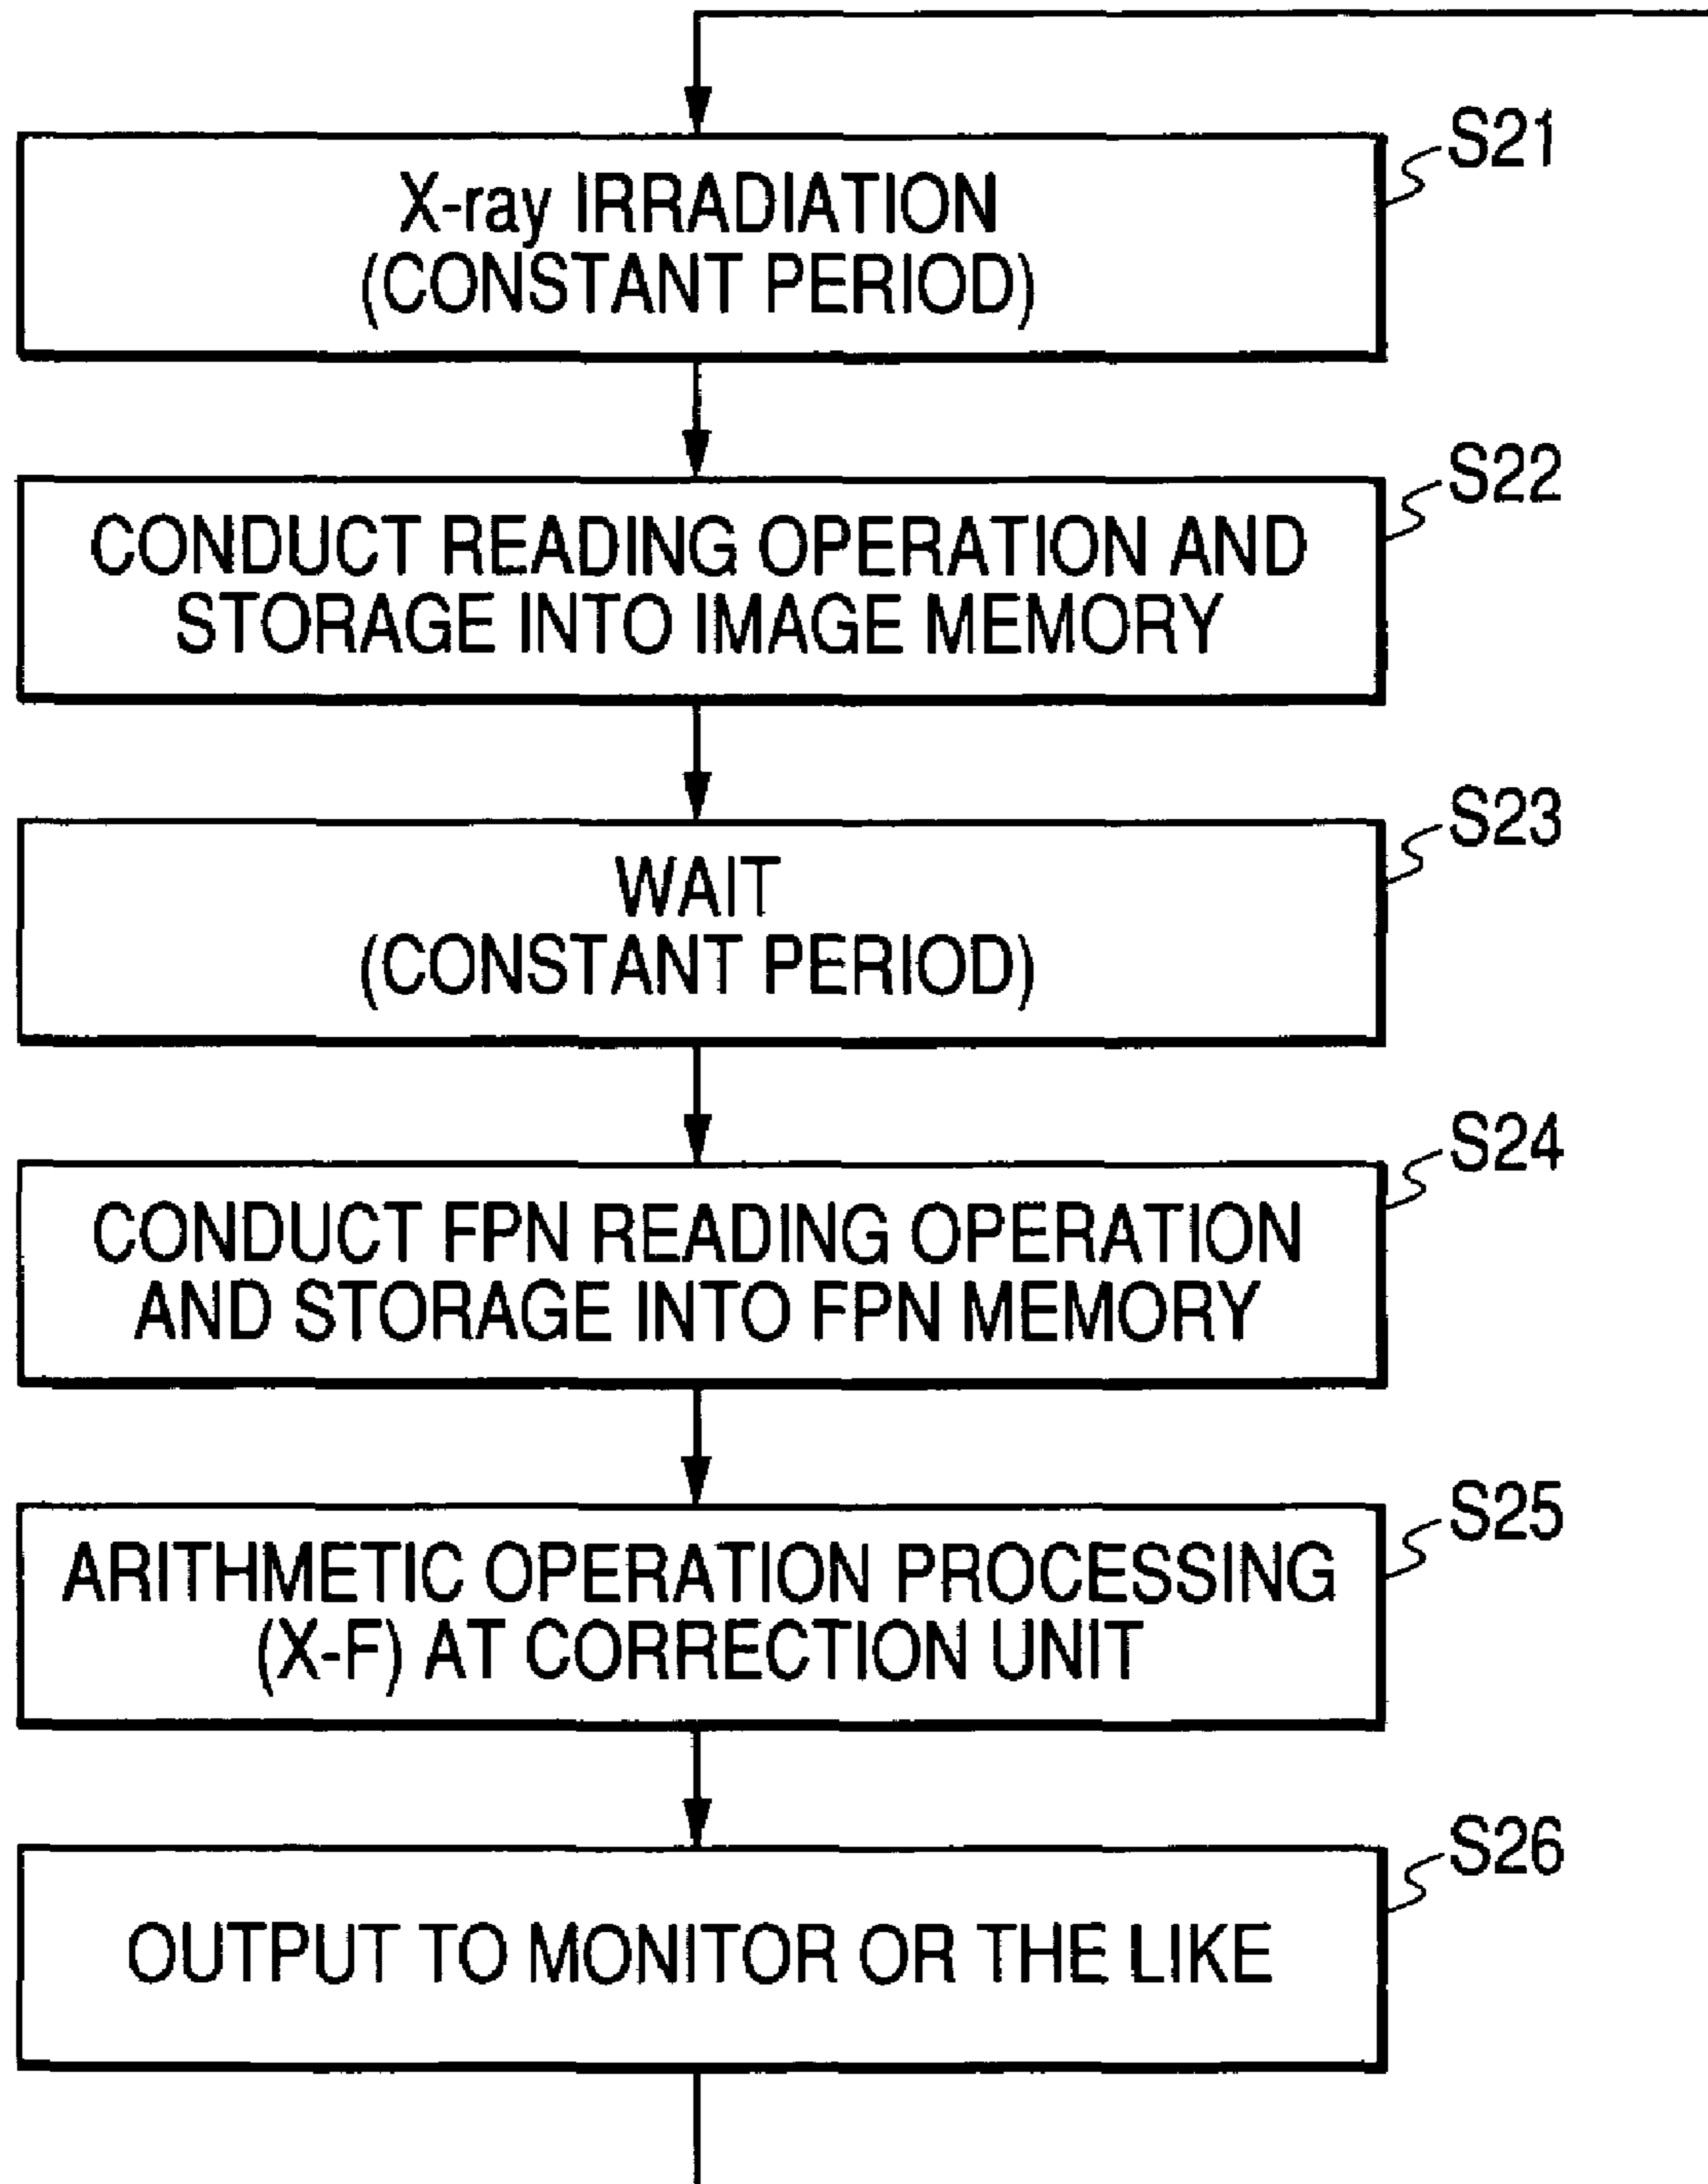 S21
X-ray IRRADIATION
(CONSTANT PERIOD)
S22
CONDUCT READING OPERATION AND
STORAGE INTO IMAGE MEMORY
S23
WAIT
(CONSTANT PERIOD)
S24
CONDUCT FPN READING OPERATION
AND STORAGE INTO FPN MEMORY
S25
ARITHMETIC OPERATION PROCESSING
(X-F) AT CORRECTION UNIT
S26
OUTPUT TO MONITOR OR THE LIKE